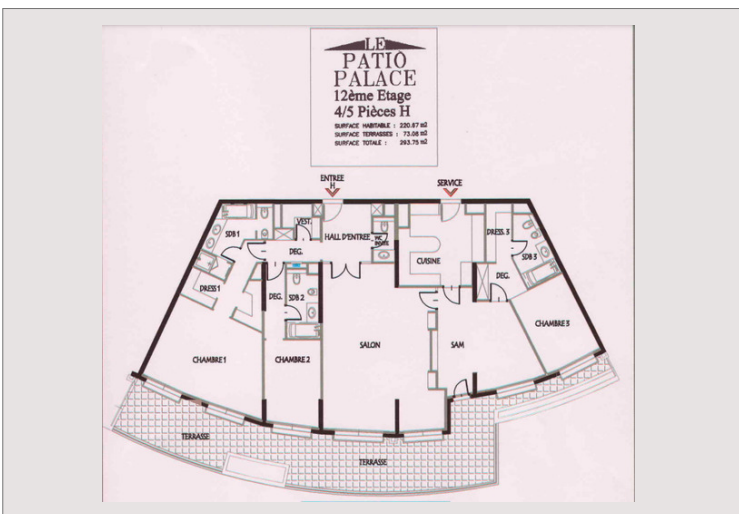 LE
PATIO
PALACE
12ème Etage
4/5 Pièces H
SURFACE HABITABLE : 220.67 m2
SURFACE TERRASSES : 73.08 m2
SURFACE TOTALE : 293.75 m2
ENTREE
H
SERVICE
SDB 1
VEST.
HALL D'ENTREE
WC
INVITE
DRESS. 3
DEG.
CUISINE
SDB 3
DRESS 1
DEG.
SDB 2
DEG.
CHAMBRE 3
CHAMBRE 1
CHAMBRE 2
SALON
SAM
TERRASSE
TERRASSE